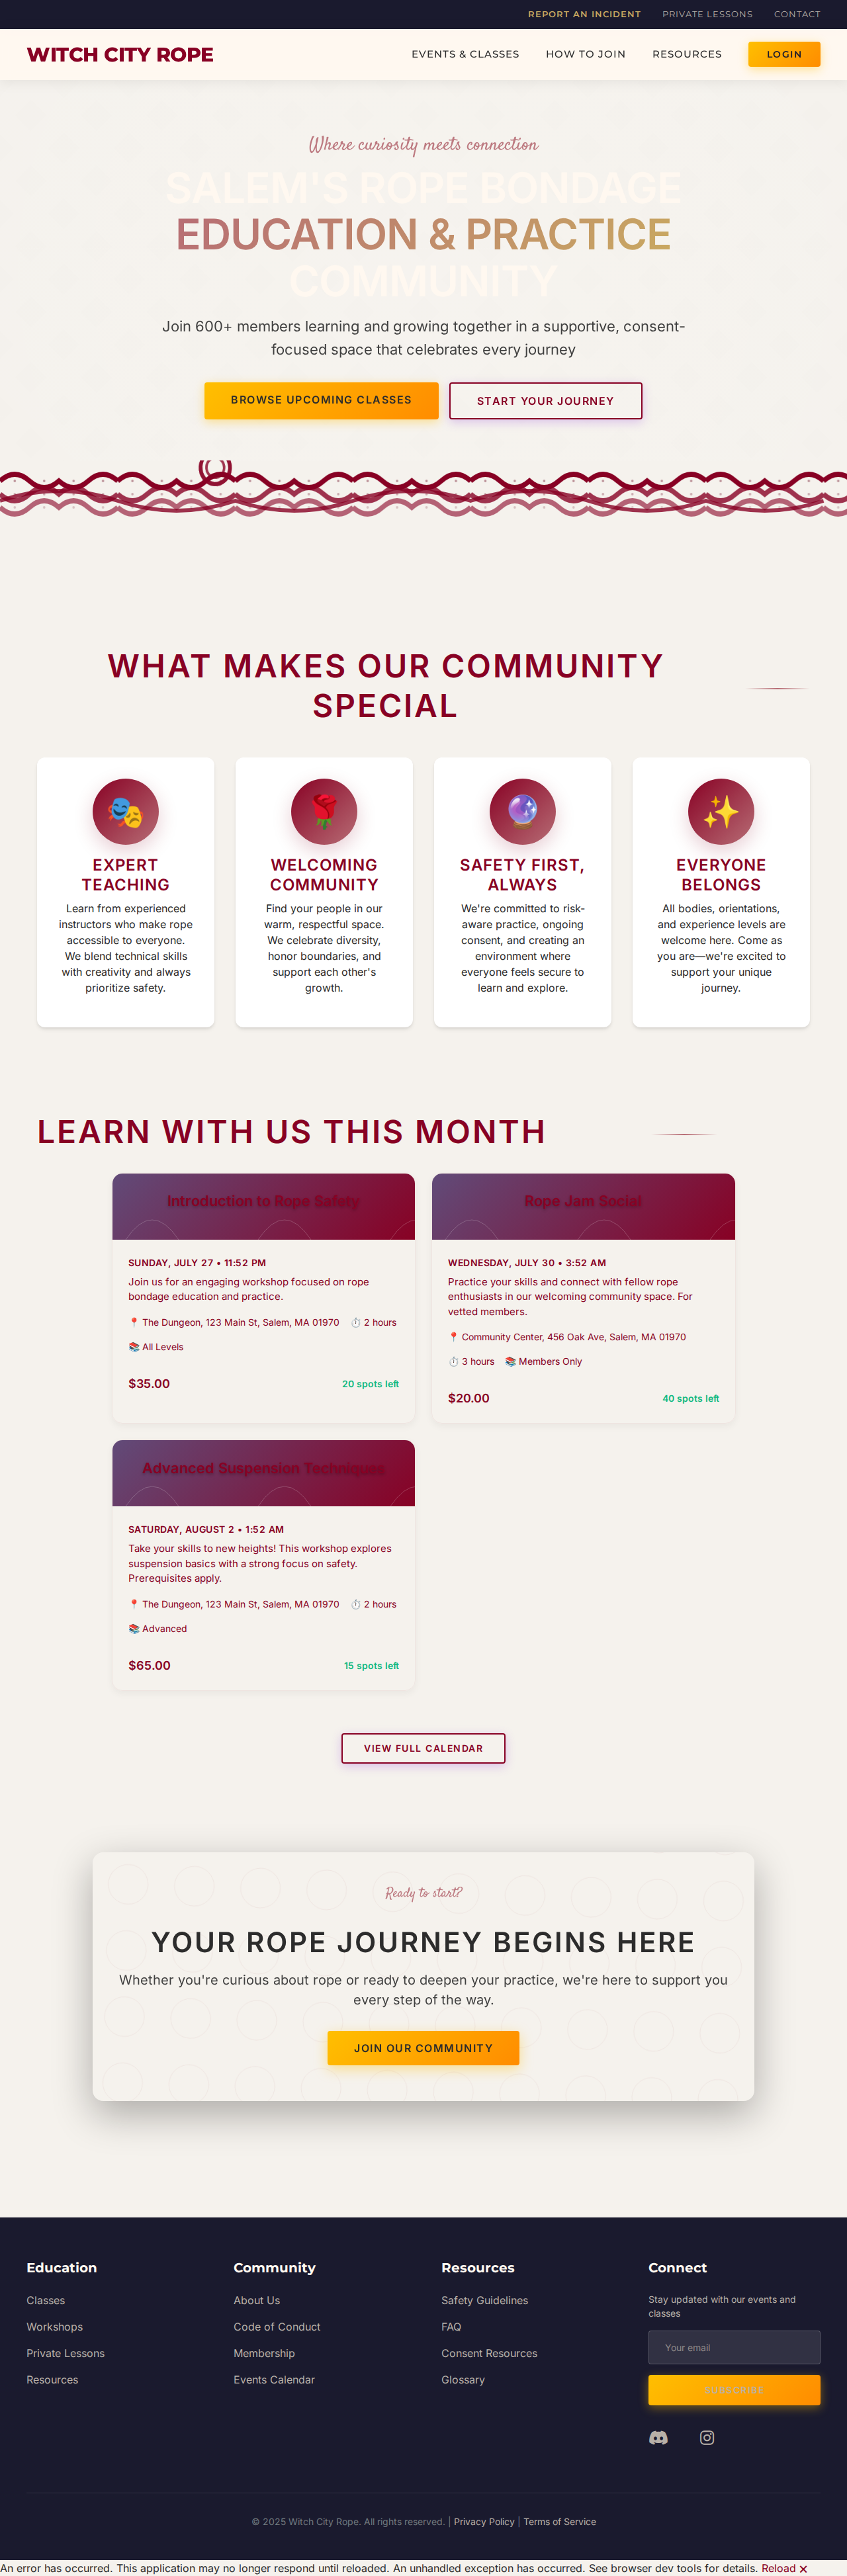 REPORT AN INCIDENT PRIVATE LESSONS CONTACT
WITCH CITY ROPE EVENTS & CLASSES HOW TO JOIN RESOURCES LOGIN
Where curiosity meets connection
SALEM'S ROPE BONDAGE
EDUCATION & PRACTICE
COMMUNITY
Join 600+ members learning and growing together in a supportive, consent-
focused space that celebrates every journey
BROWSE UPCOMING CLASSES START YOUR JOURNEY
WHAT MAKES OUR COMMUNITY
SPECIAL
EXPERT
TEACHING
Learn from experienced
instructors who make rope
accessible to everyone.
We blend technical skills
with creativity and always
prioritize safety.
WELCOMING
COMMUNITY
Find your people in our
warm, respectful space.
We celebrate diversity,
honor boundaries, and
support each other's
growth.
SAFETY FIRST,
ALWAYS
We're committed to risk-
aware practice, ongoing
consent, and creating an
environment where
everyone feels secure to
learn and explore.
EVERYONE
BELONGS
All bodies, orientations,
and experience levels are
welcome here. Come as
you are—we're excited to
support your unique
journey.
LEARN WITH US THIS MONTH
Introduction to Rope Safety
SUNDAY, JULY 27 • 11:52 PM
Join us for an engaging workshop focused on rope
bondage education and practice.
📍 The Dungeon, 123 Main St, Salem, MA 01970 ⏱️ 2 hours
📚 All Levels
$35.00 20 spots left
Rope Jam Social
WEDNESDAY, JULY 30 • 3:52 AM
Practice your skills and connect with fellow rope
enthusiasts in our welcoming community space. For
vetted members.
📍 Community Center, 456 Oak Ave, Salem, MA 01970
⏱️ 3 hours 📚 Members Only
$20.00 40 spots left
Advanced Suspension Techniques
SATURDAY, AUGUST 2 • 1:52 AM
Take your skills to new heights! This workshop explores
suspension basics with a strong focus on safety.
Prerequisites apply.
📍 The Dungeon, 123 Main St, Salem, MA 01970 ⏱️ 2 hours
📚 Advanced
$65.00 15 spots left
VIEW FULL CALENDAR
Ready to start?
YOUR ROPE JOURNEY BEGINS HERE
Whether you're curious about rope or ready to deepen your practice, we're here to support you
every step of the way.
JOIN OUR COMMUNITY
Education
Classes
Workshops
Private Lessons
Resources
Community
About Us
Code of Conduct
Membership
Events Calendar
Resources
Safety Guidelines
FAQ
Consent Resources
Glossary
Connect
Stay updated with our events and
classes
Your email
SUBSCRIBE
© 2025 Witch City Rope. All rights reserved. | Privacy Policy | Terms of Service
An error has occurred. This application may no longer respond until reloaded. An unhandled exception has occurred. See browser dev tools for details. Reload ✕